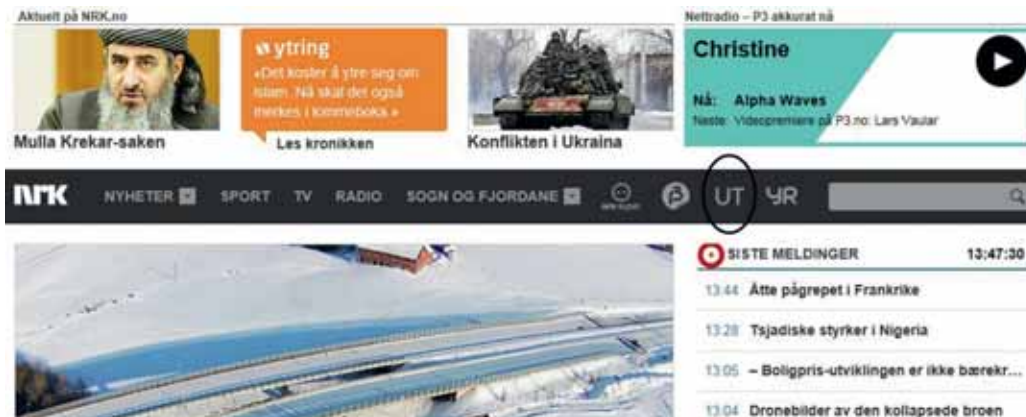 Aktuelt på NRK.no
Nettradio – P3 akkurat nå
ytring
«Det koster å ytre seg om
islam. Nå skal det også
merkes i lommeboka.»
Mulla Krekar-saken
Les kronikken
Konflikten i Ukraina
Christine
Nå: Alpha Waves
Neste: Videopremiere på P3.no: Lars Vaular
NRK NYHETER SPORT TV RADIO SOGN OG FJORDANE NRK SUPER P3 UT YR
SISTE MELDINGER 13:47:30
13:44 Åtte pågrepet i Frankrike
13:28 Tsjadiske styrker i Nigeria
13:05 – Boligpris-utviklingen er ikke bærekr...
13:04 Dronebilder av den kollapsede broen